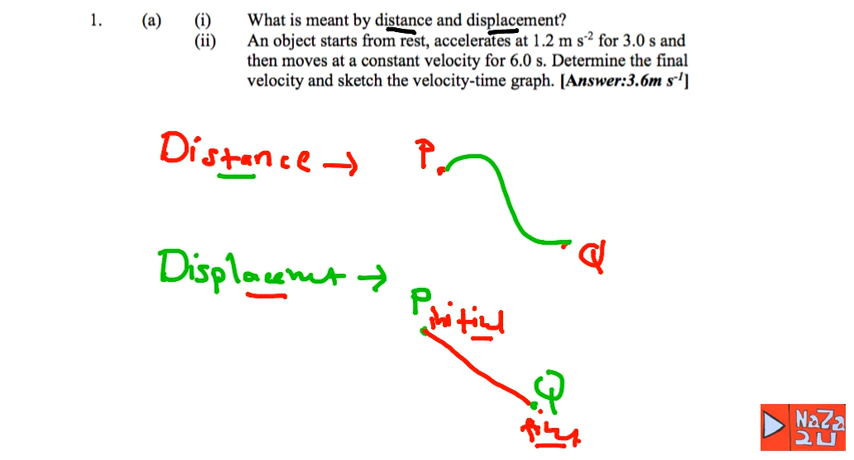 1. (a) (i) What is meant by distance and displacement?
(ii) An object starts from rest, accelerates at 1.2 m s⁻² for 3.0 s and
then moves at a constant velocity for 6.0 s. Determine the final
velocity and sketch the velocity-time graph. [Answer:3.6m s⁻¹]
Distance → P.
Q
Displacemnt →
P
initial
Q
NaZa
2U